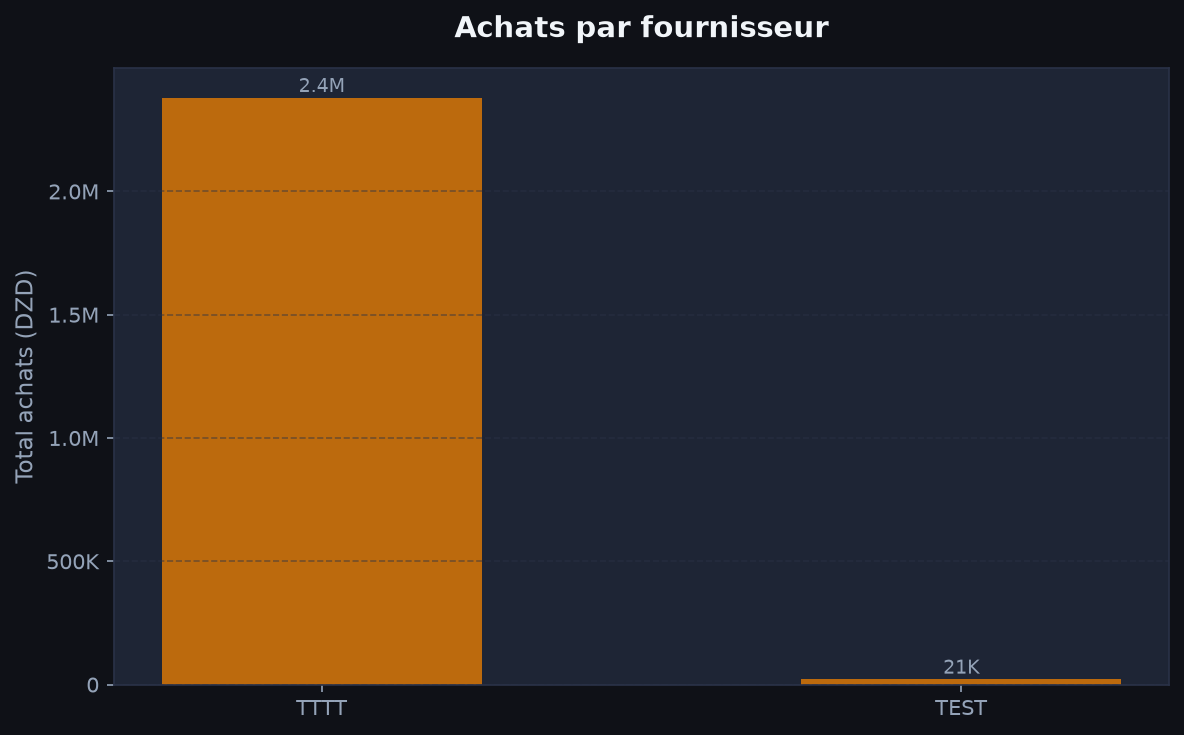 Achats par fournisseur
Total achats (DZD)
2.4M
2.0M
1.5M
1.0M
500K
21K
0
TTTT
TEST